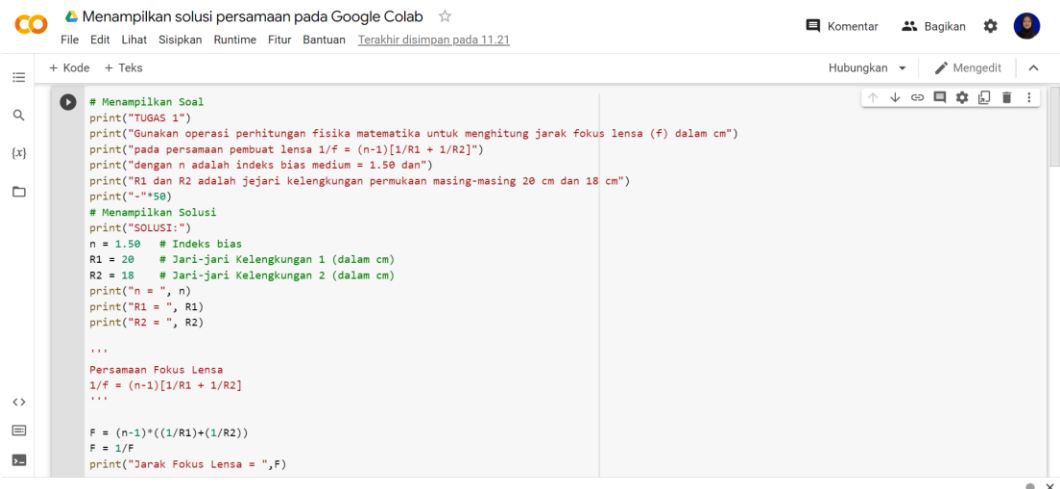 CO
Menampilkan solusi persamaan pada Google Colab
Komentar Bagikan
File Edit Lihat Sisipkan Runtime Fitur Bantuan Terakhir disimpan pada 11.21
+ Kode + Teks
Hubungkan Mengedit
{x}
# Menampilkan Soal
print("TUGAS 1")
print("Gunakan operasi perhitungan fisika matematika untuk menghitung jarak fokus lensa (f) dalam cm")
print("pada persamaan pembuat lensa 1/f = (n-1)[1/R1 + 1/R2]")
print("dengan n adalah indeks bias medium = 1.50 dan")
print("R1 dan R2 adalah jejari kelengkungan permukaan masing-masing 20 cm dan 18 cm")
print("-"*50)
# Menampilkan Solusi
print("SOLUSI:")
n = 1.50 # Indeks bias
R1 = 20 # Jari-jari Kelengkungan 1 (dalam cm)
R2 = 18 # Jari-jari Kelengkungan 2 (dalam cm)
print("n = ", n)
print("R1 = ", R1)
print("R2 = ", R2)
'''
Persamaan Fokus Lensa
1/f = (n-1)[1/R1 + 1/R2]
'''
F = (n-1)*((1/R1)+(1/R2))
F = 1/F
print("Jarak Fokus Lensa = ",F)